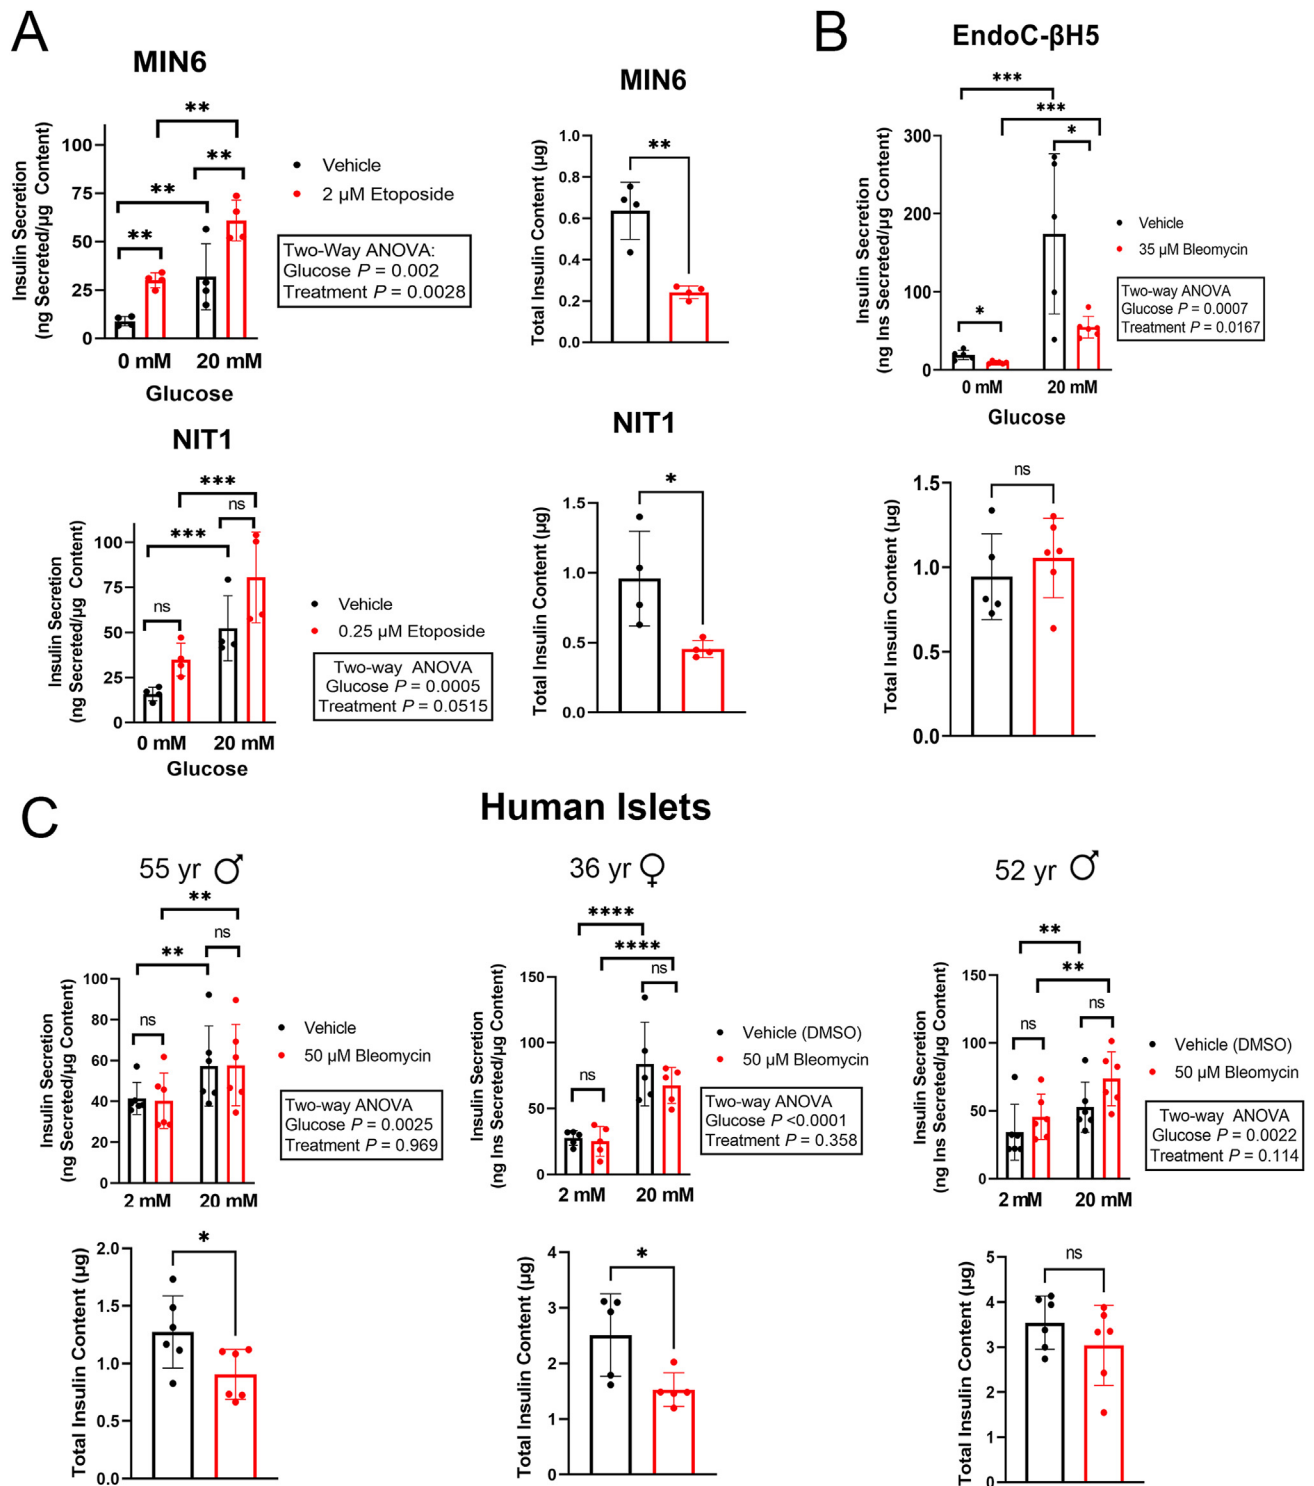 A
MIN6
Insulin Secretion
(ng Secreted/µg Content)
100
75
50
25
0
**
**
**
**
0 mM
20 mM
Glucose
Vehicle
2 µM Etoposide
Two-Way ANOVA:
Glucose P = 0.002
Treatment P = 0.0028
MIN6
Total Insulin Content (µg)
1.0
0.8
0.6
0.4
0.2
0.0
**
B
EndoC-βH5
Insulin Secretion
(ng Ins Secreted/µg Content)
300
200
100
0
***
***
*
*
0 mM
20 mM
Glucose
Vehicle
35 µM Bleomycin
Two-way ANOVA
Glucose P = 0.0007
Treatment P = 0.0167
NIT1
Insulin Secretion
(ng Secreted/µg Content)
100
75
50
25
0
***
ns
***
ns
0 mM
20 mM
Glucose
Vehicle
0.25 µM Etoposide
Two-way ANOVA
Glucose P = 0.0005
Treatment P = 0.0515
NIT1
Total Insulin Content (µg)
1.5
1.0
0.5
0.0
*
Total Insulin Content (µg)
1.5
1.0
0.5
0.0
ns
C
Human Islets
55 yr ♂
Insulin Secretion
(ng Secreted/µg Content)
100
80
60
40
20
0
**
ns
**
ns
2 mM
20 mM
Vehicle
50 µM Bleomycin
Two-way ANOVA
Glucose P = 0.0025
Treatment P = 0.969
36 yr ♀
Insulin Secretion
(ng Ins Secreted/µg Content)
150
100
50
0
****
****
ns
ns
2 mM
20 mM
Vehicle (DMSO)
50 µM Bleomycin
Two-way ANOVA
Glucose P <0.0001
Treatment P = 0.358
52 yr ♂
Insulin Secretion
(ng Ins Secreted/µg Content)
150
100
50
0
**
**
ns
ns
2 mM
20 mM
Vehicle (DMSO)
50 µM Bleomycin
Two-way ANOVA
Glucose P = 0.0022
Treatment P = 0.114
Total Insulin Content (µg)
2.0
1.5
1.0
0.5
0.0
*
Total Insulin Content (µg)
4
3
2
1
0
*
Total Insulin Content (µg)
5
4
3
2
1
0
ns